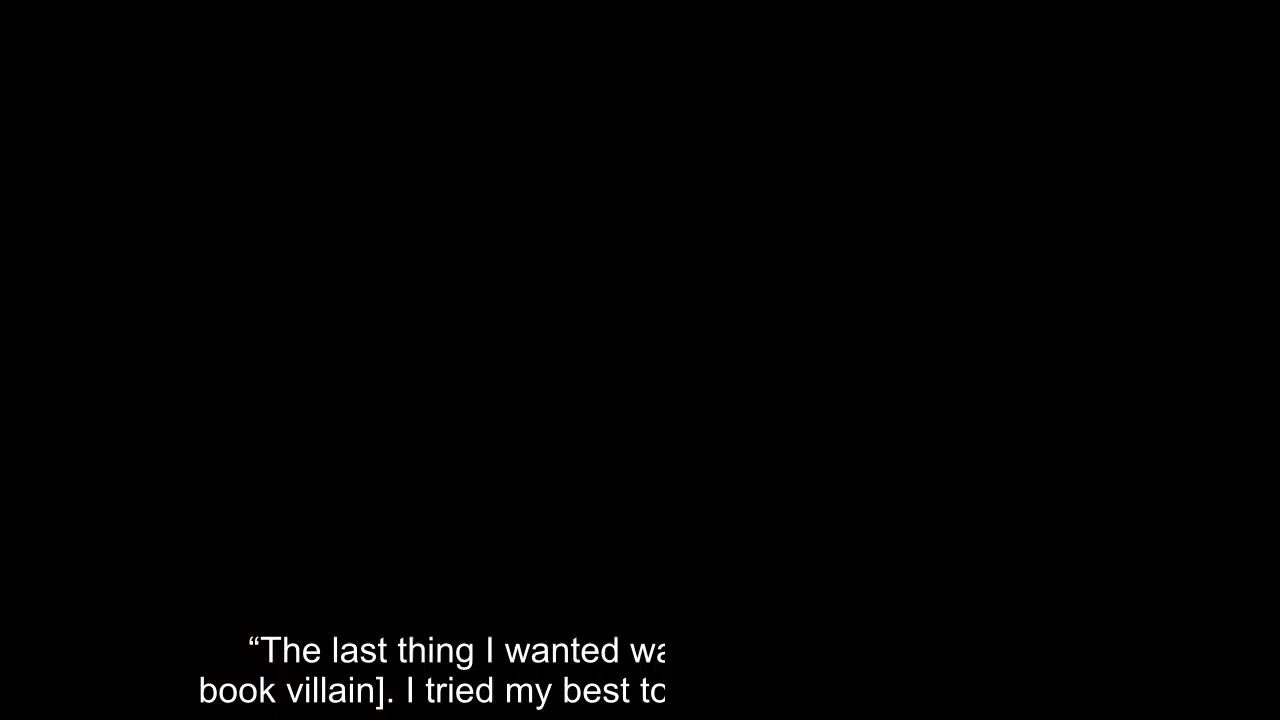 “The last thing I wanted
book villain]. I tried my best